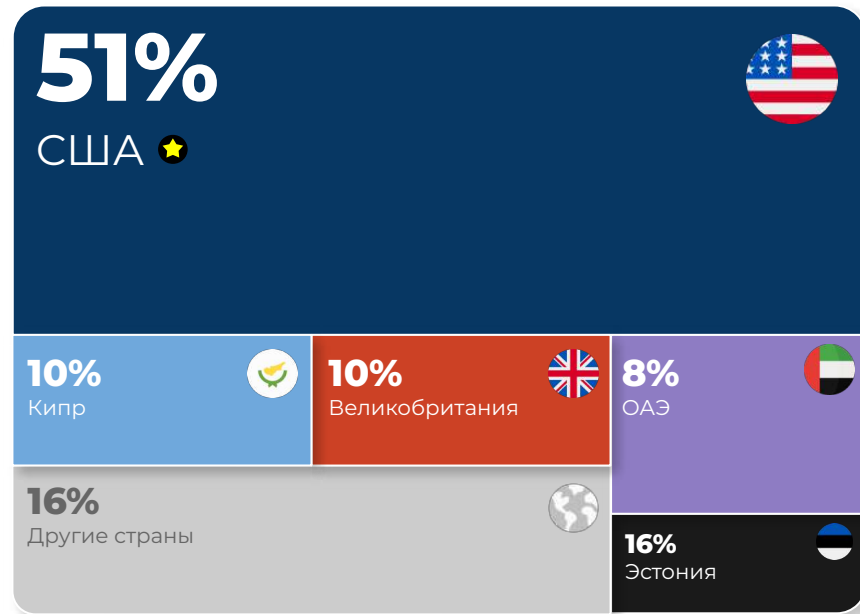 51%
США
10%
Кипр
10%
Великобритания
8%
ОАЭ
16%
Другие страны
16%
Эстония